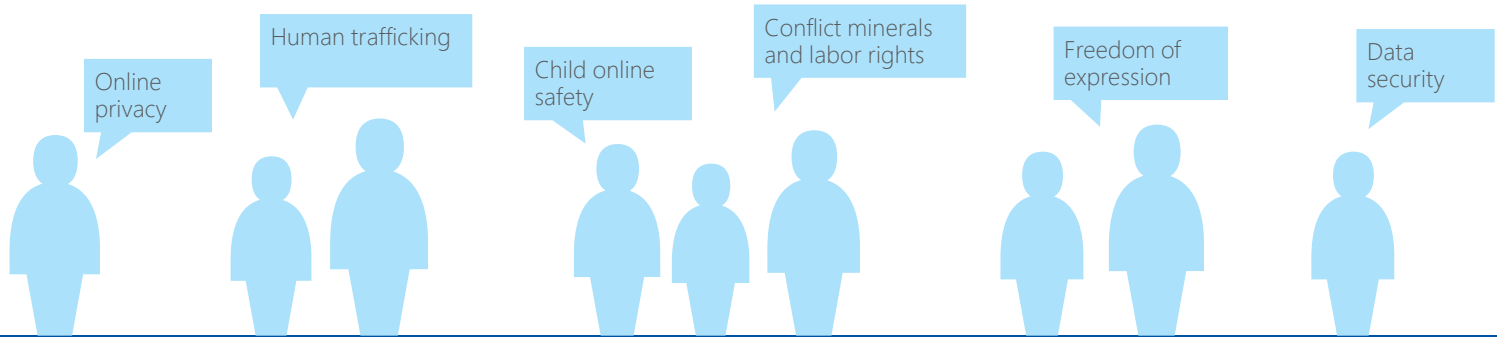 Online
privacy
Human trafficking
Child online
safety
Conflict minerals
and labor rights
Freedom of
expression
Data
security